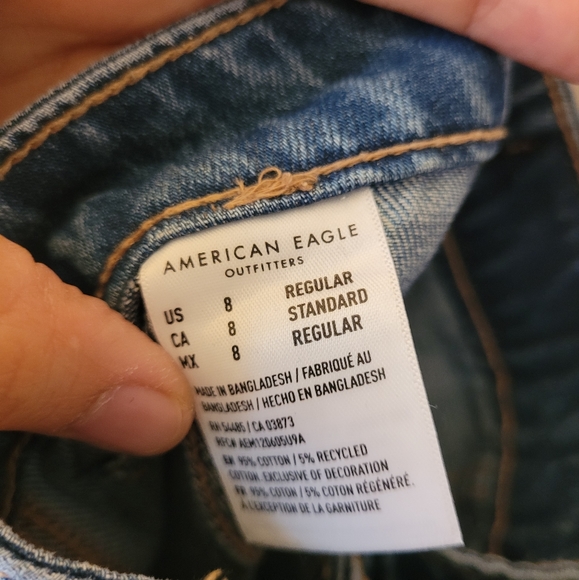 AMERICAN EAGLE
OUTFITTERS
US 8 REGULAR
CA 8 STANDARD
MX 8 REGULAR
MADE IN BANGLADESH / FABRIQUÉ AU
BANGLADESH / HECHO EN BANGLADESH
RN 54485 / CA 03873
RFC# AEM120605U9A
95% COTTON / 5% RECYCLED
COTTON. EXCLUSIVE OF DECORATION
95% COTON / 5% COTON RÉGÉNÉRÉ.
À L'EXCEPTION DE LA GARNITURE